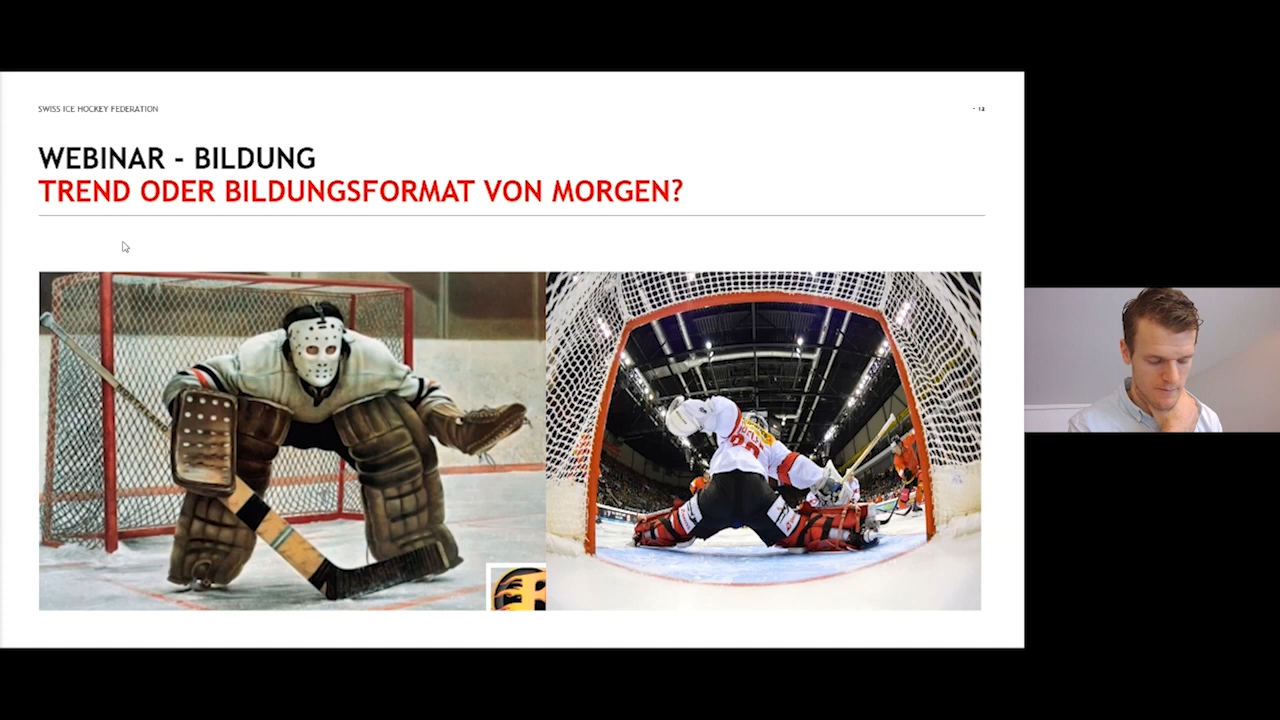 SWISS ICE HOCKEY FEDERATION
WEBINAR - BILDUNG
TREND ODER BILDUNGSFORMAT VON MORGEN?